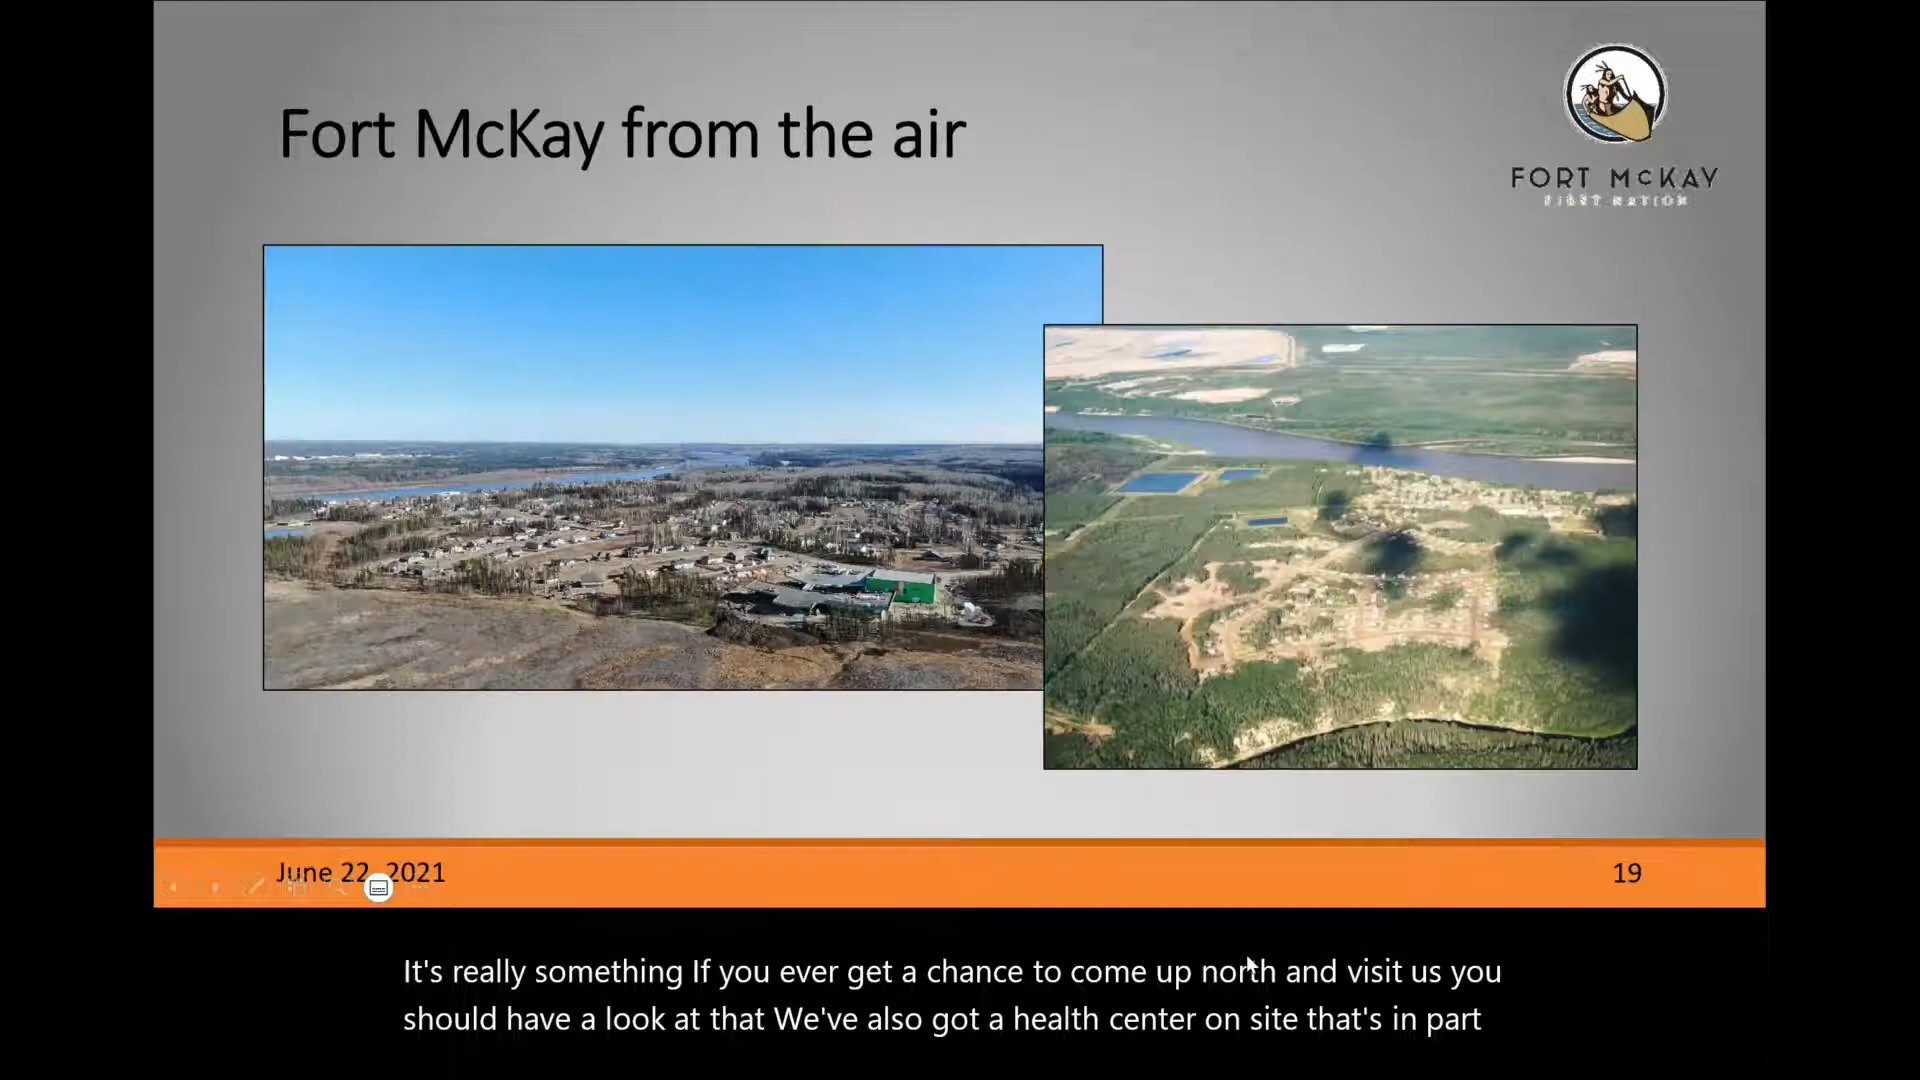 Fort McKay from the air
FORT McKAY
FIRST NATION
June 22, 2021
19
It's really something If you ever get a chance to come up north and visit us you
should have a look at that We've also got a health center on site that's in part